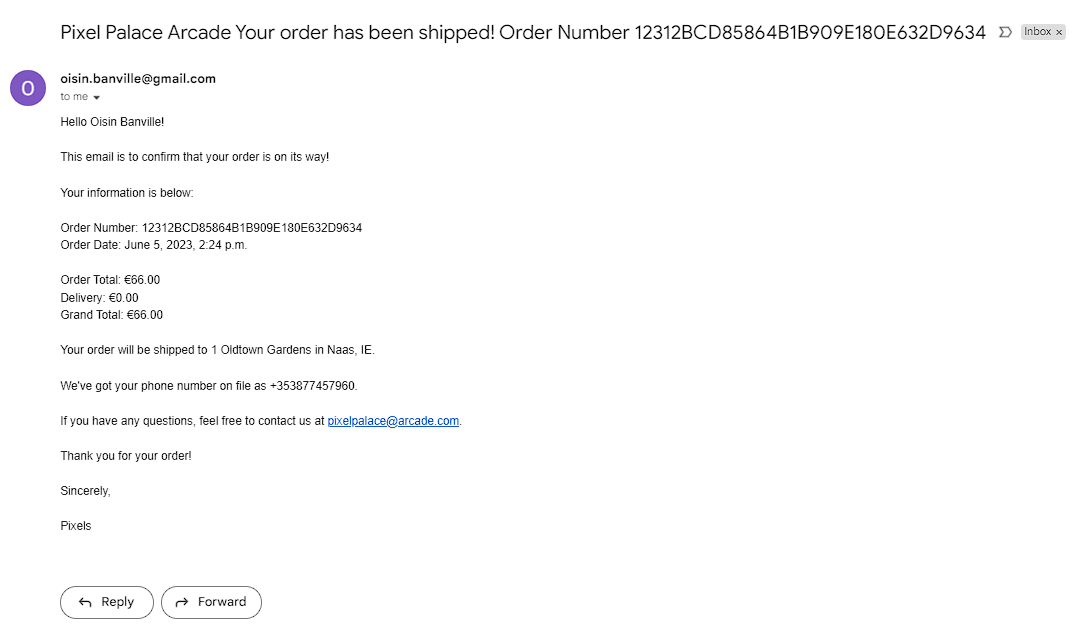 Pixel Palace Arcade Your order has been shipped! Order Number 12312BCD85864B1B909E180E632D9634 Inbox ×
O
oisin.banville@gmail.com
to me
Hello Oisin Banville!
This email is to confirm that your order is on its way!
Your information is below:
Order Number: 12312BCD85864B1B909E180E632D9634
Order Date: June 5, 2023, 2:24 p.m.
Order Total: €66.00
Delivery: €0.00
Grand Total: €66.00
Your order will be shipped to 1 Oldtown Gardens in Naas, IE.
We've got your phone number on file as +353877457960.
If you have any questions, feel free to contact us at pixelpalace@arcade.com.
Thank you for your order!
Sincerely,
Pixels
Reply Forward